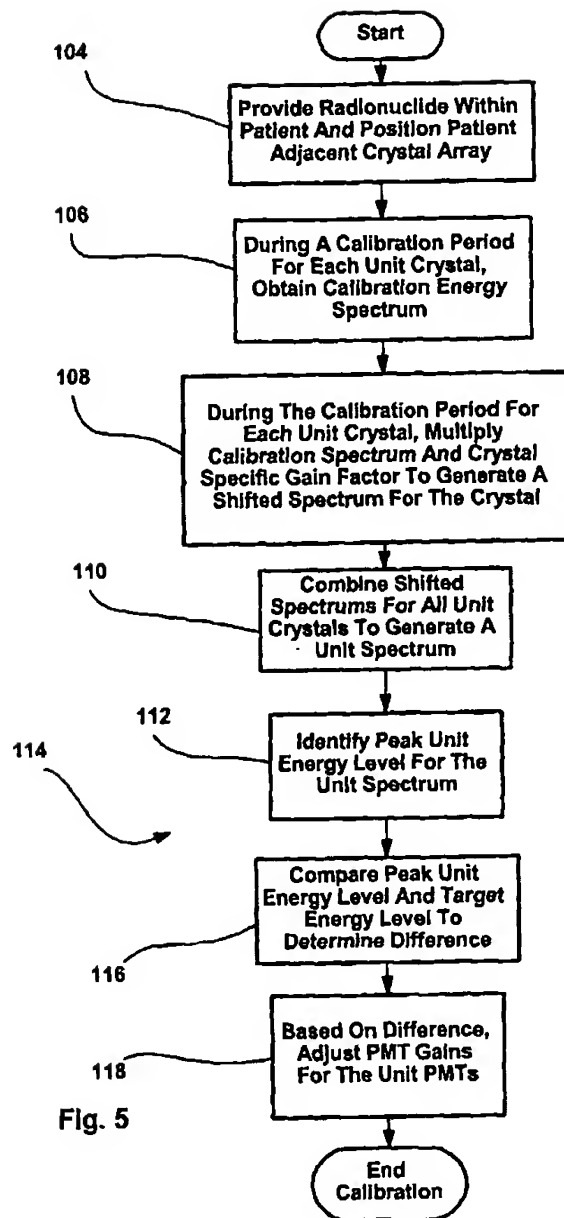 Start
104
Provide Radionuclide Within
Patient And Position Patient
Adjacent Crystal Array
106
During A Calibration Period
For Each Unit Crystal,
Obtain Calibration Energy
Spectrum
108
During The Calibration Period For
Each Unit Crystal, Multiply
Calibration Spectrum And Crystal
Specific Gain Factor To Generate A
Shifted Spectrum For The Crystal
110
Combine Shifted
Spectrums For All Unit
Crystals To Generate A
Unit Spectrum
112
Identify Peak Unit
Energy Level For The
Unit Spectrum
114
Compare Peak Unit
Energy Level And Target
Energy Level To
Determine Difference
116
Based On Difference,
Adjust PMT Gains
For The Unit PMTs
118
Fig. 5
End
Calibration